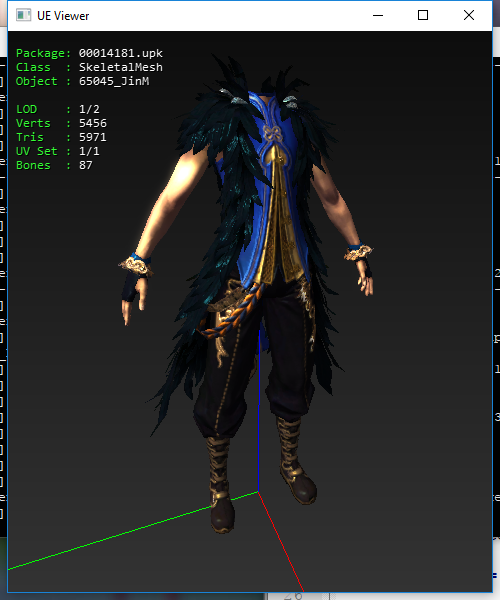 UE Viewer
Package: 00014181.upk
Class  : SkeletalMesh
Object : 65045_JinM
LOD    : 1/2
Verts  : 5456
Tris   : 5971
UV Set : 1/1
Bones  : 87